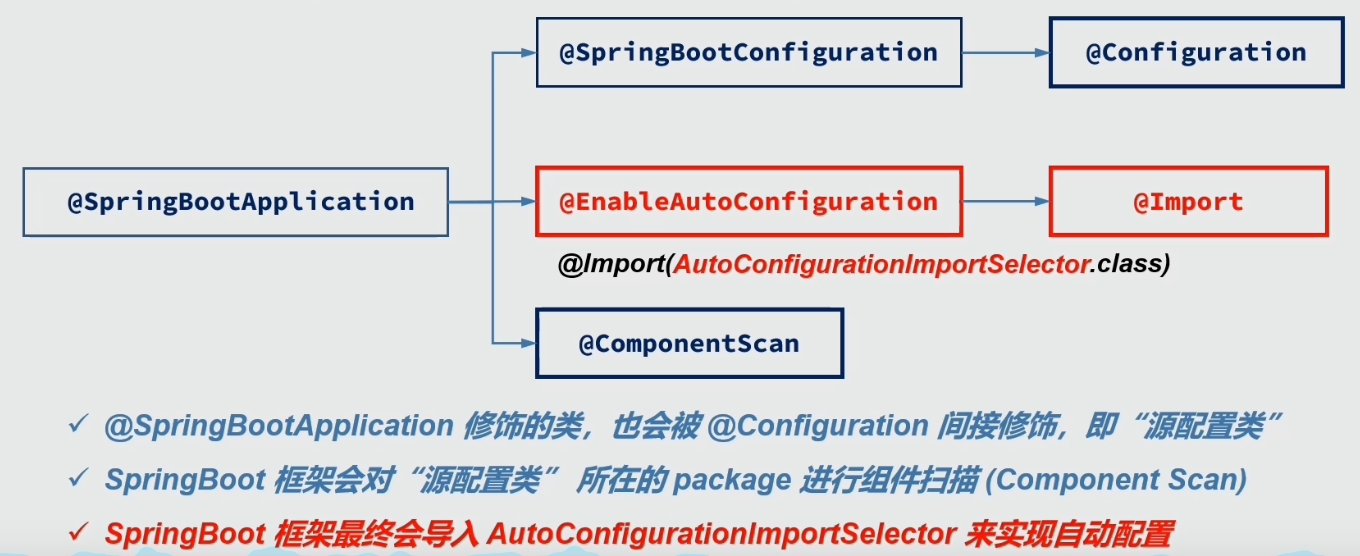 @SpringBootConfiguration
@Configuration
@SpringBootApplication
@EnableAutoConfiguration
@Import
@Import(AutoConfigurationImportSelector.class)
@ComponentScan
✓ @SpringBootApplication 修饰的类，也会被 @Configuration 间接修饰，即“源配置类”
✓ SpringBoot 框架会对“源配置类” 所在的 package 进行组件扫描 (Component Scan)
✓ SpringBoot 框架最终会导入 AutoConfigurationImportSelector 来实现自动配置